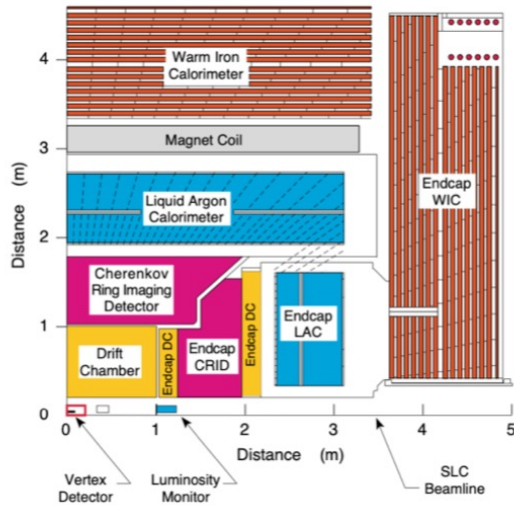 4
3
2
1
0
Distance (m)
Warm Iron
Calorimeter
Magnet Coil
Liquid Argon
Calorimeter
Cherenkov
Ring Imaging
Detector
Drift
Chamber
Endcap DC
Endcap
CRID
Endcap DC
Endcap
LAC
Endcap
WIC
0
1
2
3
4
5
Distance (m)
Vertex
Detector
Luminosity
Monitor
SLC
Beamline